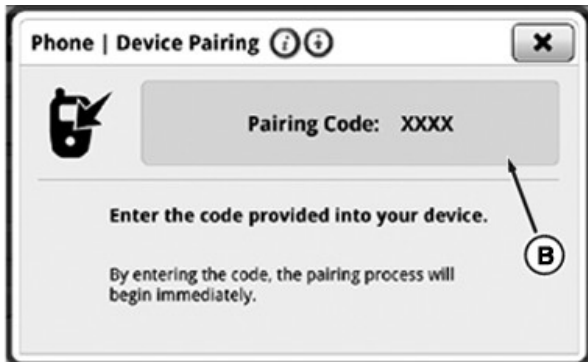 Phone | Device Pairing
Pairing Code: XXXX
Enter the code provided into your device.
B
By entering the code, the pairing process will
begin immediately.